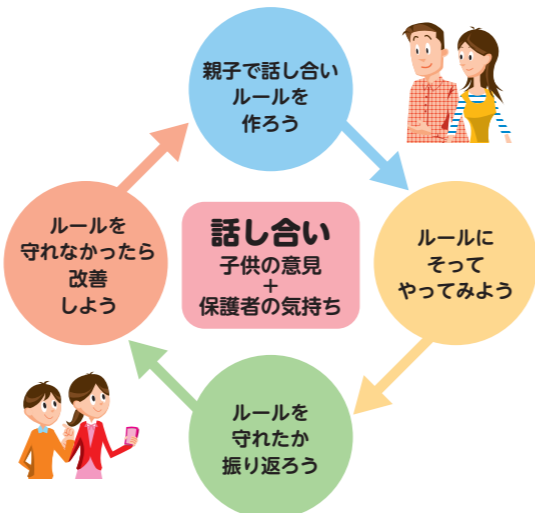 親子で話し合い
ルールを
作ろう
ルールに
そって
やってみよう
ルールを
守れたか
振り返ろう
ルールを
守れなかったら
改善
しよう
話し合い
子供の意見
+
保護者の気持ち